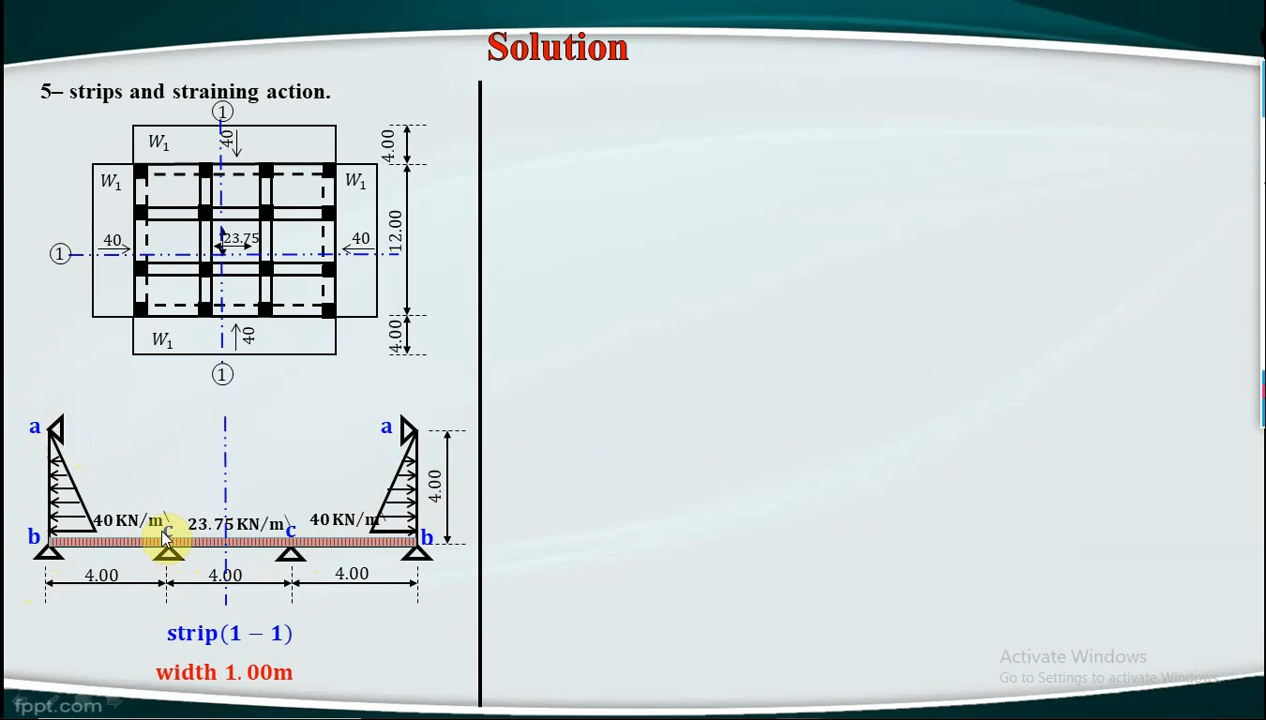 Solution
5– strips and straining action.
1
W₁
40
4.00
W₁
W₁
12.00
40
23.75
40
1
W₁
40
4.00
1
a
a
4.00
40 KN/m\
c
23.75 KN/m\
c
40 KN/m\
b
b
4.00
4.00
4.00
strip(1 − 1)
width 1.00m
Activate Windows
Go to Settings to activate Windows.
fppt.com